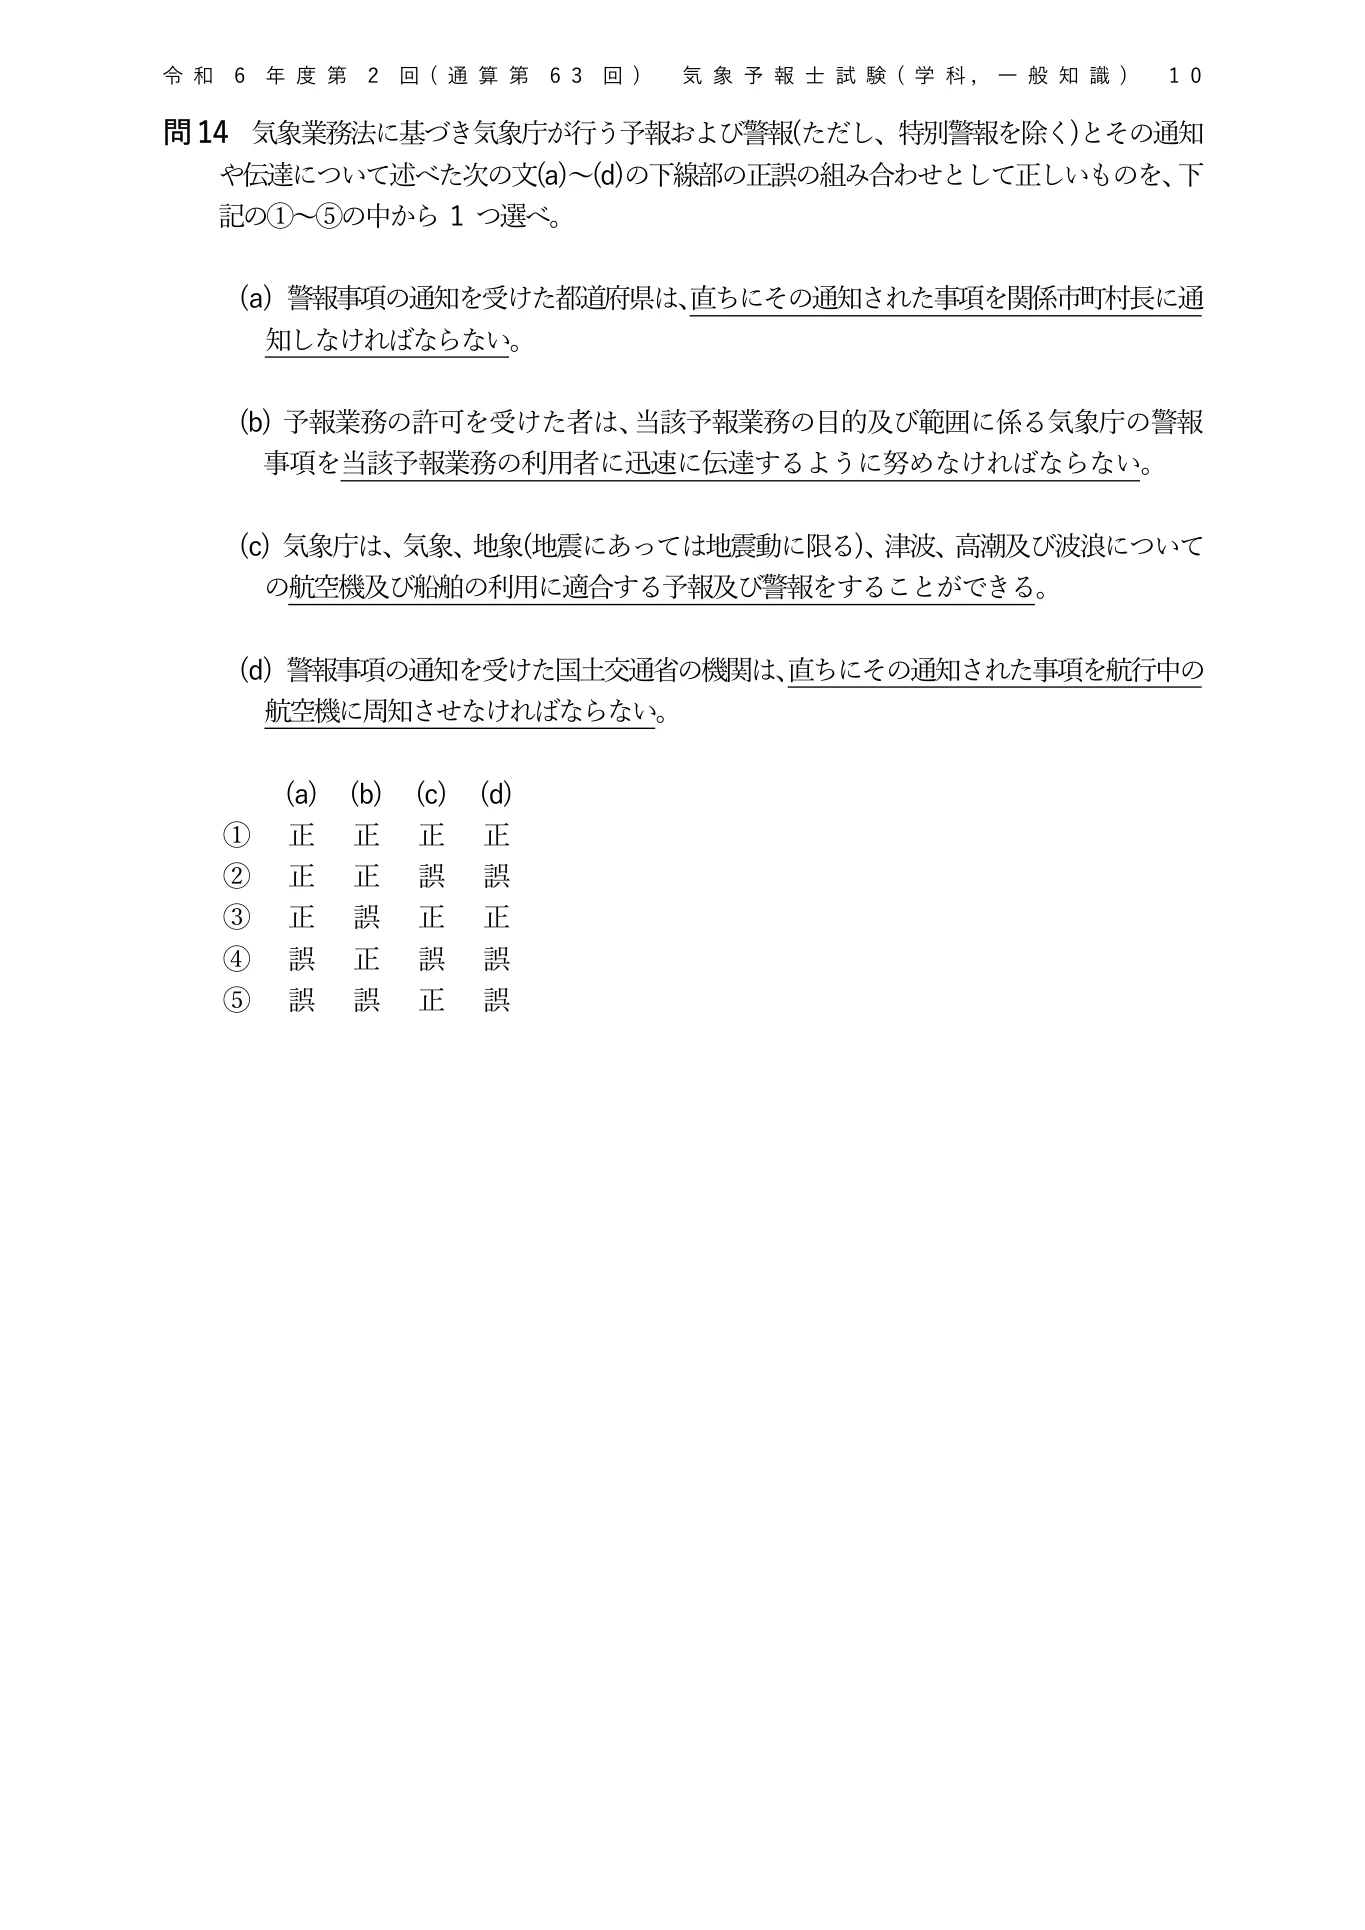 令和 6 年度第 2 回(通算第 63 回) 気象予報士試験(学科, 一般知識) 10
問14 気象業務法に基づき気象庁が行う予報および警報(ただし、特別警報を除く)とその通知
や伝達について述べた次の文(a)～(d)の下線部の正誤の組み合わせとして正しいものを、下
記の①～⑤の中から 1 つ選べ。
(a) 警報事項の通知を受けた都道府県は、直ちにその通知された事項を関係市町村長に通
知しなければならない。
(b) 予報業務の許可を受けた者は、当該予報業務の目的及び範囲に係る気象庁の警報
事項を当該予報業務の利用者に迅速に伝達するように努めなければならない。
(c) 気象庁は、気象、地象(地震にあっては地震動に限る)、津波、高潮及び波浪について
の航空機及び船舶の利用に適合する予報及び警報をすることができる。
(d) 警報事項の通知を受けた国土交通省の機関は、直ちにその通知された事項を航行中の
航空機に周知させなければならない。
(a) (b) (c) (d)
① 正 正 正 正
② 正 正 誤 誤
③ 正 誤 正 正
④ 誤 正 誤 誤
⑤ 誤 誤 正 誤